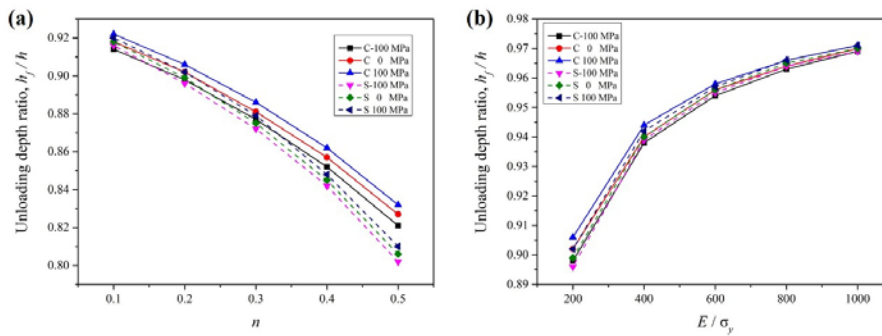 (a)
Unloading depth ratio, h_f / h
0.92
0.90
0.88
0.86
0.84
0.82
0.80
C-100 MPa
C 0 MPa
C 100 MPa
S-100 MPa
S 0 MPa
S 100 MPa
0.1 0.2 0.3 0.4 0.5
n
(b)
Unloading depth ratio, h_f / h
0.98
0.97
0.96
0.95
0.94
0.93
0.92
0.91
0.90
0.89
C-100 MPa
C 0 MPa
C 100 MPa
S-100 MPa
S 0 MPa
S 100 MPa
200 400 600 800 1000
E / σ_y